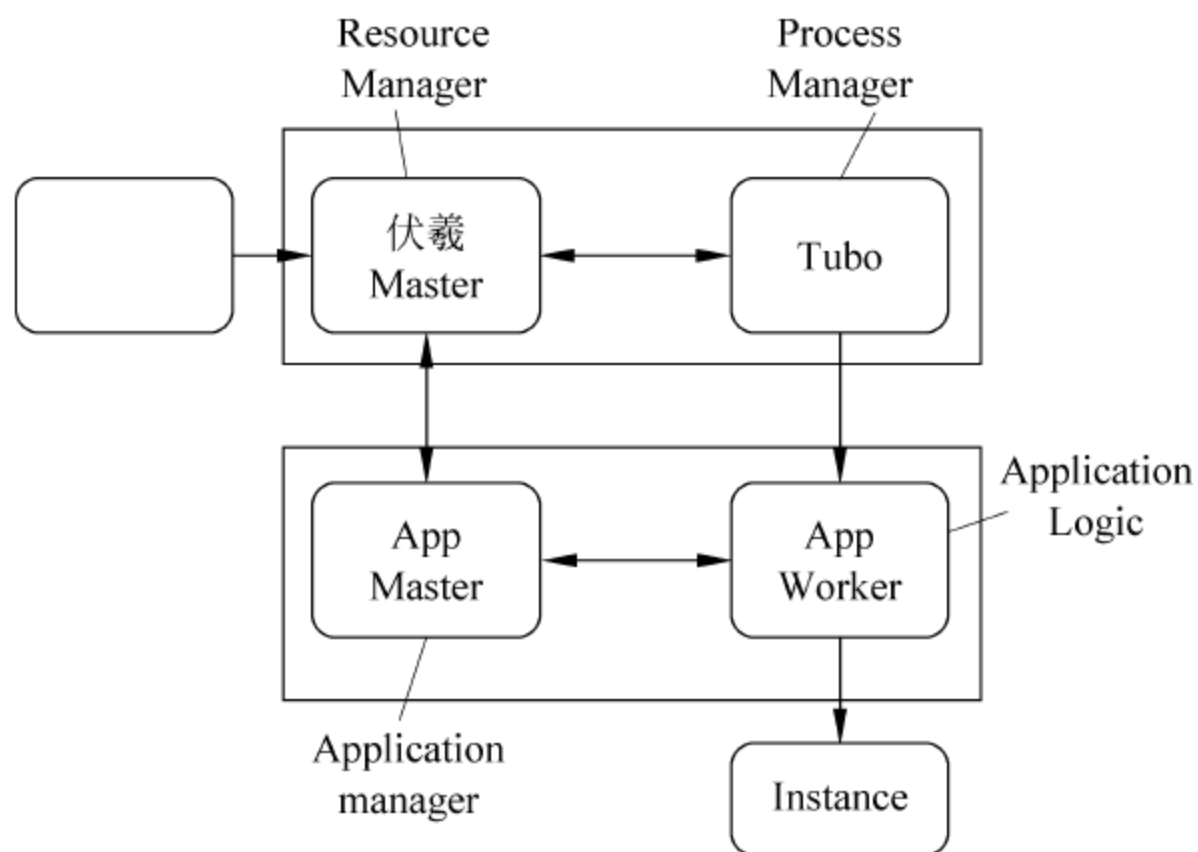 Resource
Manager
Process
Manager
伏羲
Master
Tubo
App
Master
App
Worker
Application
Logic
Application
manager
Instance